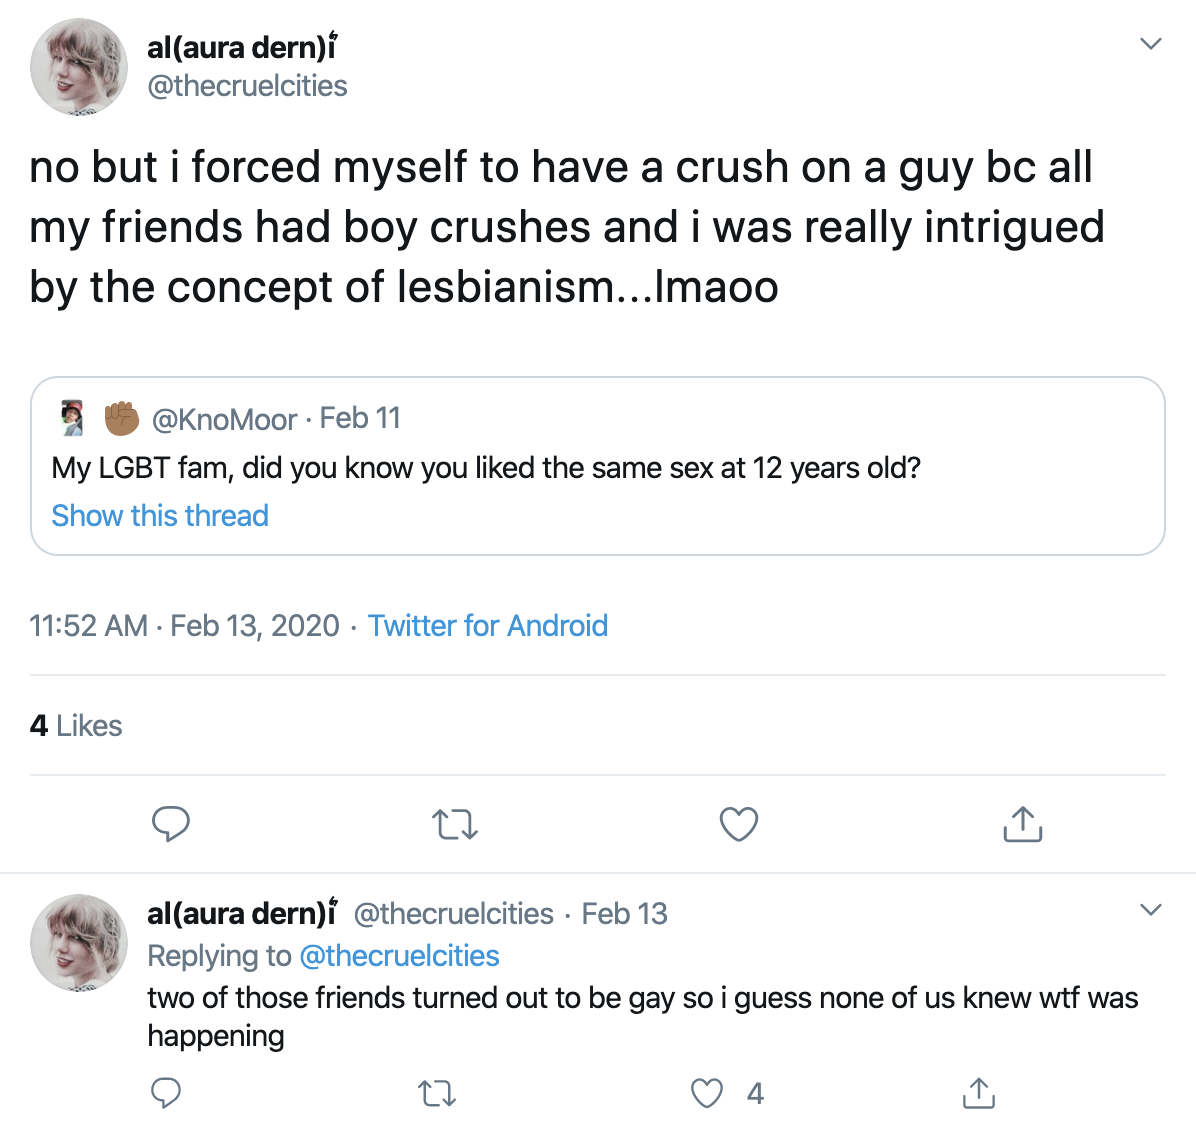 al(aura dern)i
@thecruelcities
no but i forced myself to have a crush on a guy bc all
my friends had boy crushes and i was really intrigued
by the concept of lesbianism...lmaoo
@KnoMoor · Feb 11
My LGBT fam, did you know you liked the same sex at 12 years old?
Show this thread
11:52 AM · Feb 13, 2020 · Twitter for Android
4 Likes
al(aura dern)i @thecruelcities · Feb 13
Replying to @thecruelcities
two of those friends turned out to be gay so i guess none of us knew wtf was
happening
4